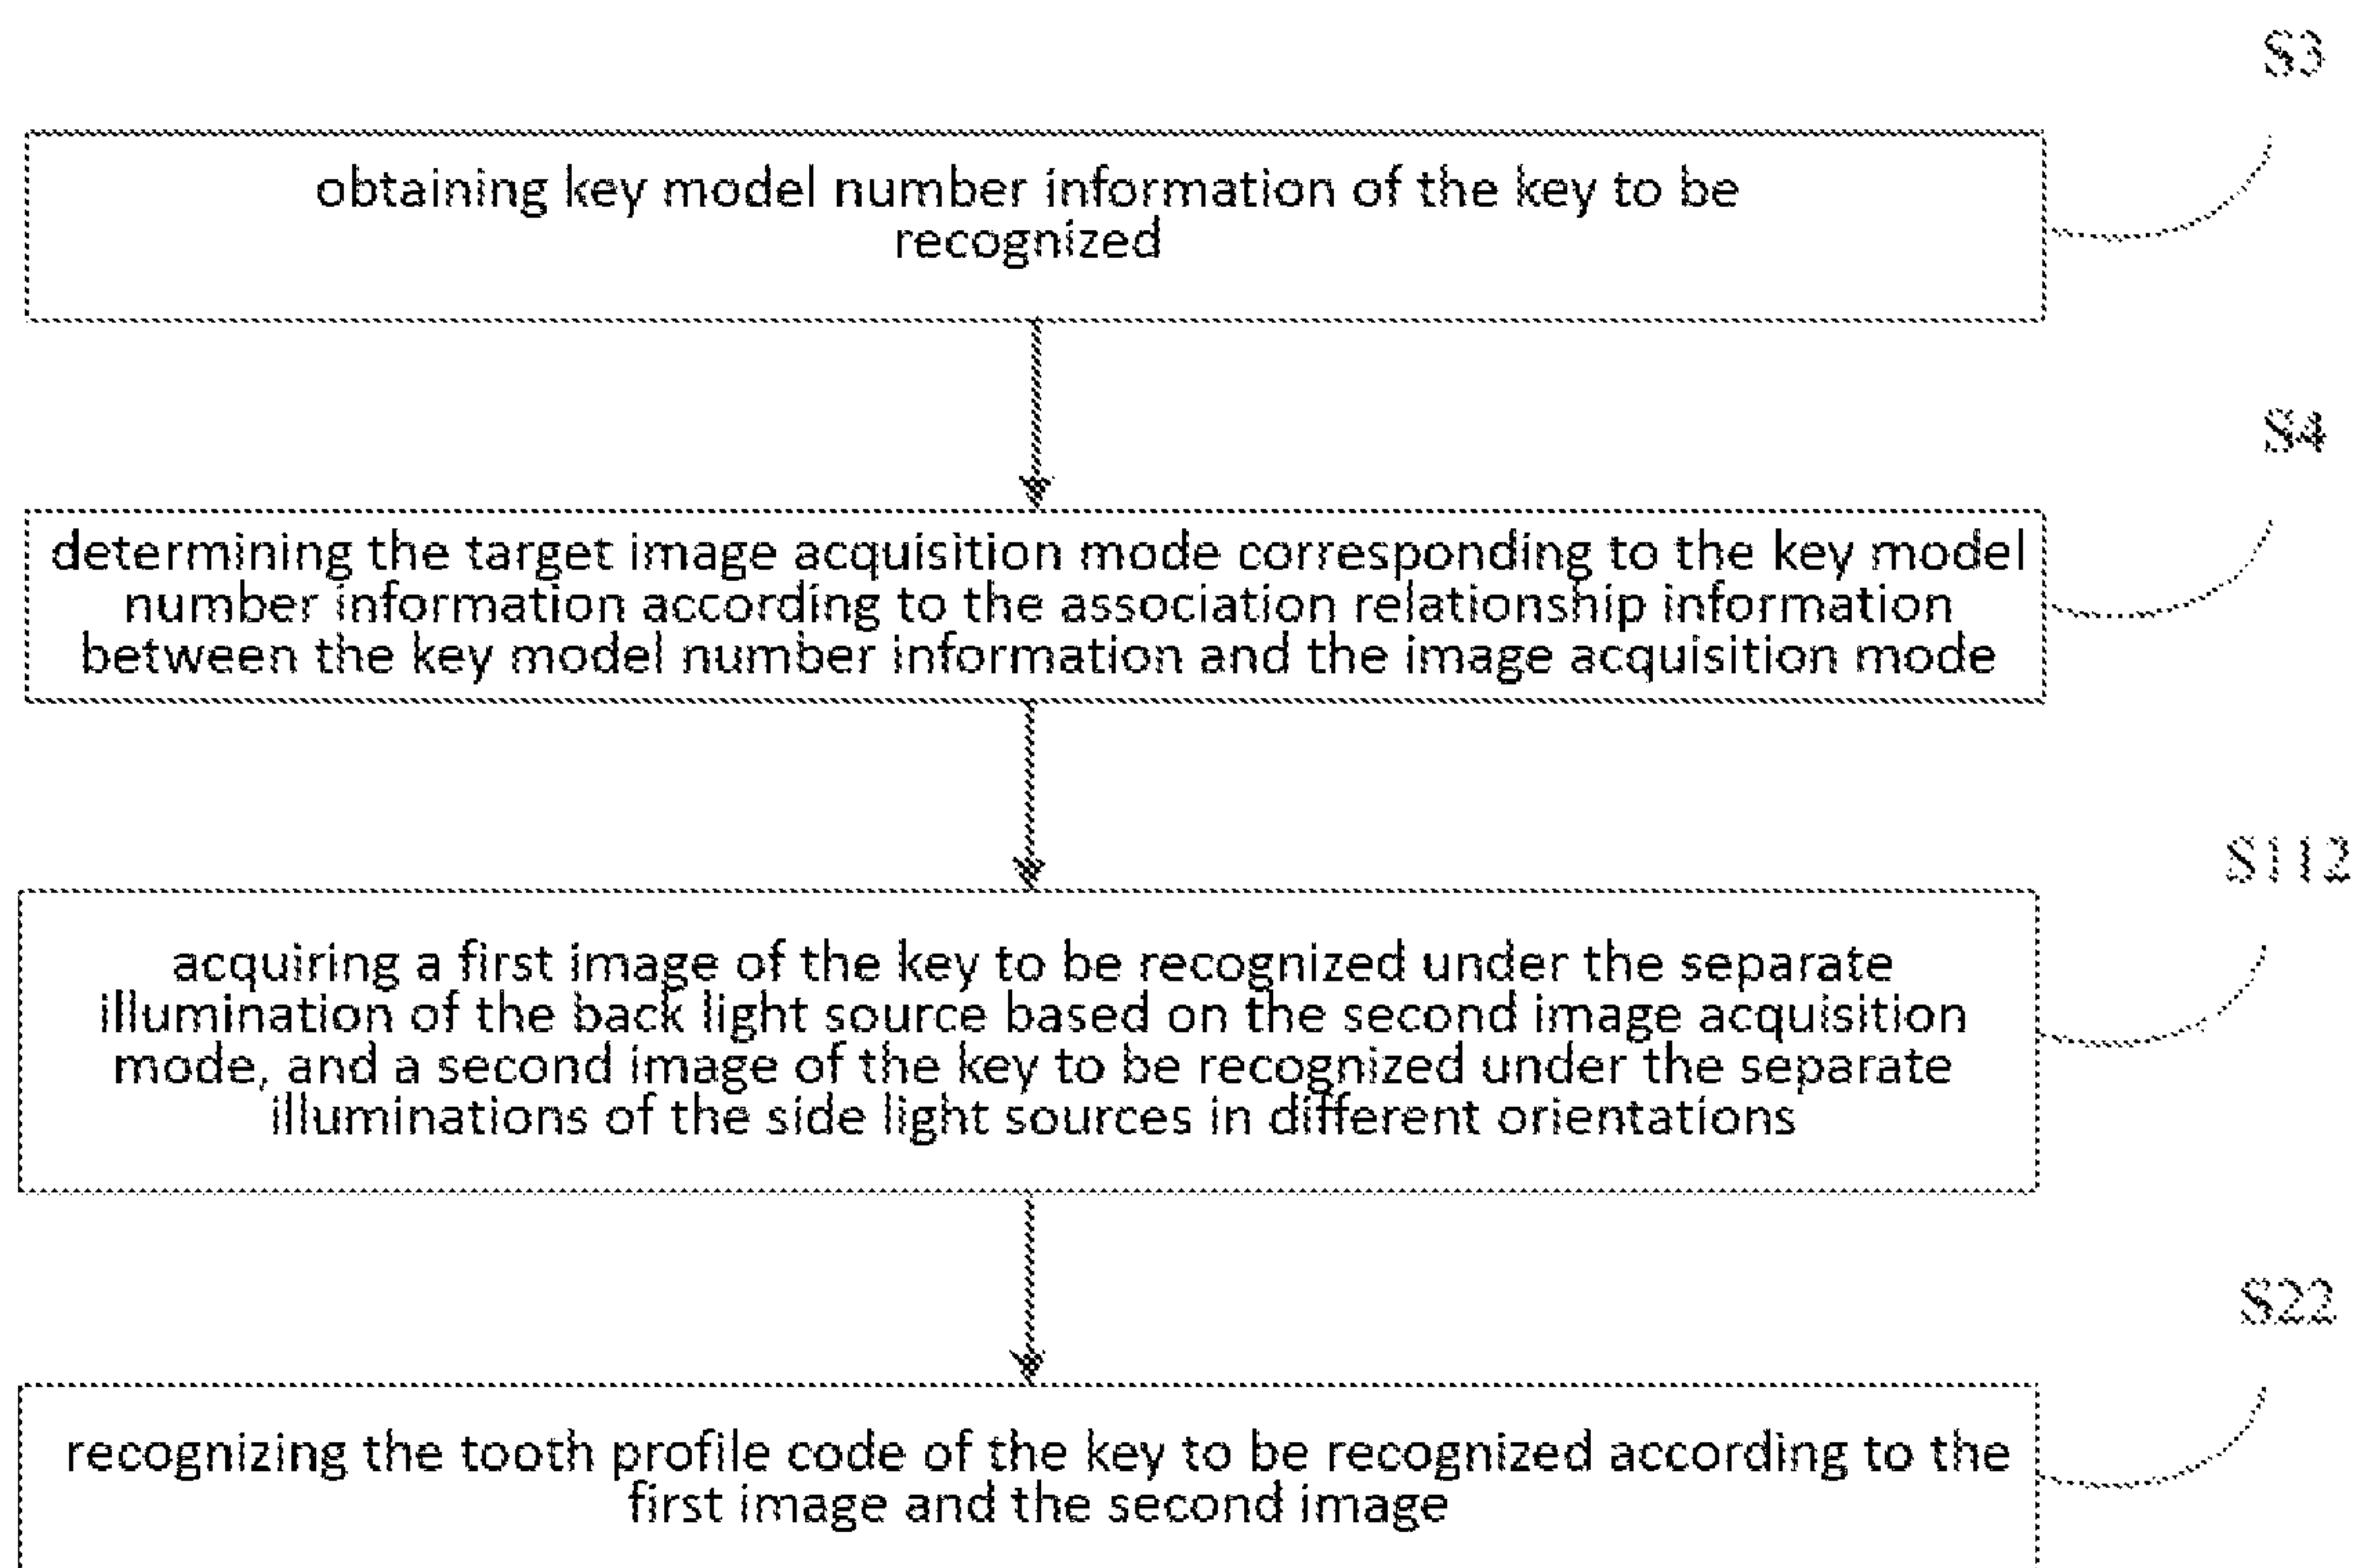 S3
obtaining key model number information of the key to be
recognized
S4
determining the target image acquisition mode corresponding to the key model
number information according to the association relationship information
between the key model number information and the image acquisition mode
S112
acquiring a first image of the key to be recognized under the separate
illumination of the back light source based on the second image acquisition
mode, and a second image of the key to be recognized under the separate
illuminations of the side light sources in different orientations
S22
recognizing the tooth profile code of the key to be recognized according to the
first image and the second image